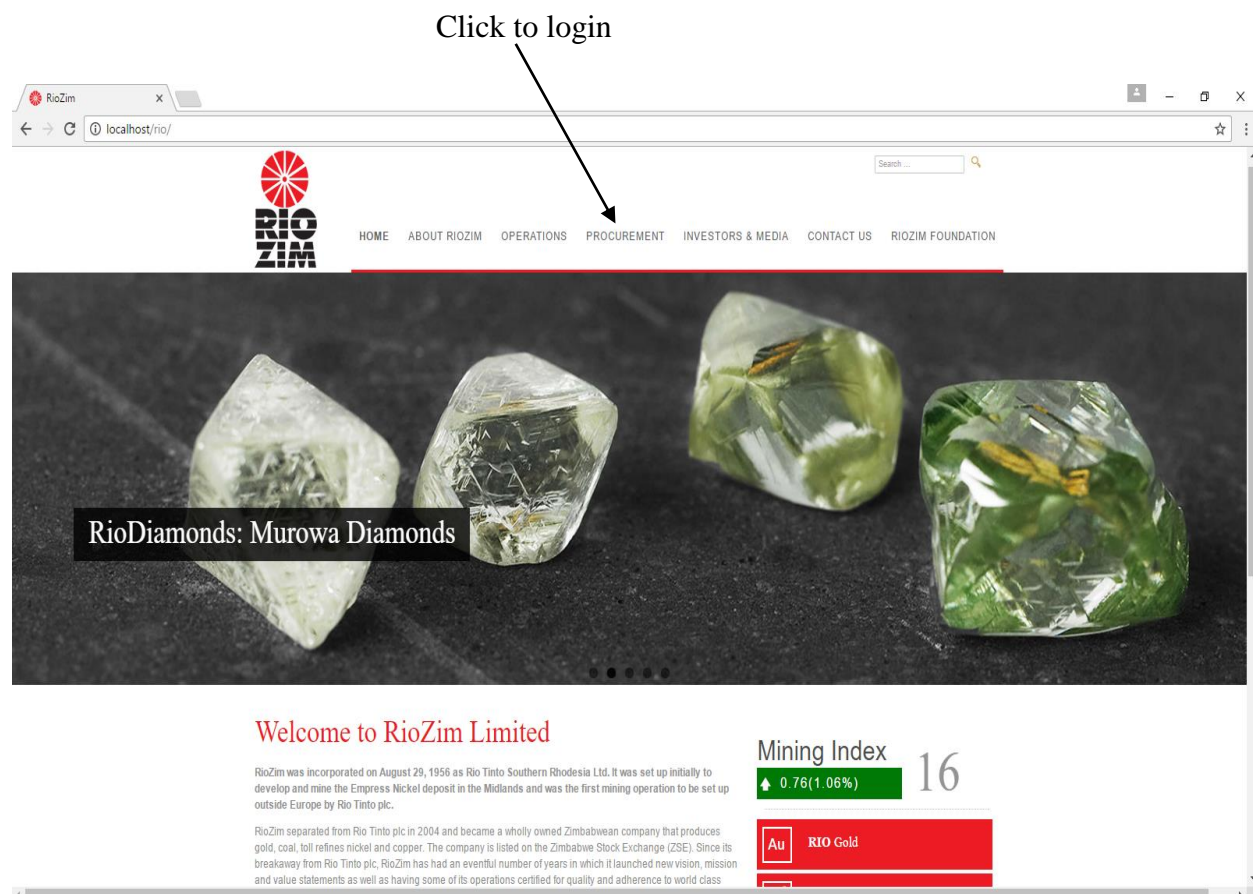 Click to login
RioZim
localhost/rio/
Search ...
RIO
ZIM
HOME ABOUT RIOZIM OPERATIONS PROCUREMENT INVESTORS & MEDIA CONTACT US RIOZIM FOUNDATION
RioDiamonds: Murowa Diamonds
Welcome to RioZim Limited
RioZim was incorporated on August 29, 1956 as Rio Tinto Southern Rhodesia Ltd. It was set up initially to
develop and mine the Empress Nickel deposit in the Midlands and was the first mining operation to be set up
outside Europe by Rio Tinto plc.
RioZim separated from Rio Tinto plc in 2004 and became a wholly owned Zimbabwean company that produces
gold, coal, toll refines nickel and copper. The company is listed on the Zimbabwe Stock Exchange (ZSE). Since its
breakaway from Rio Tinto plc, RioZim has had an eventful number of years in which it launched new vision, mission
and value statements as well as having some of its operations certified for quality and adherence to world class
Mining Index
0.76(1.06%)
16
Au RIO Gold